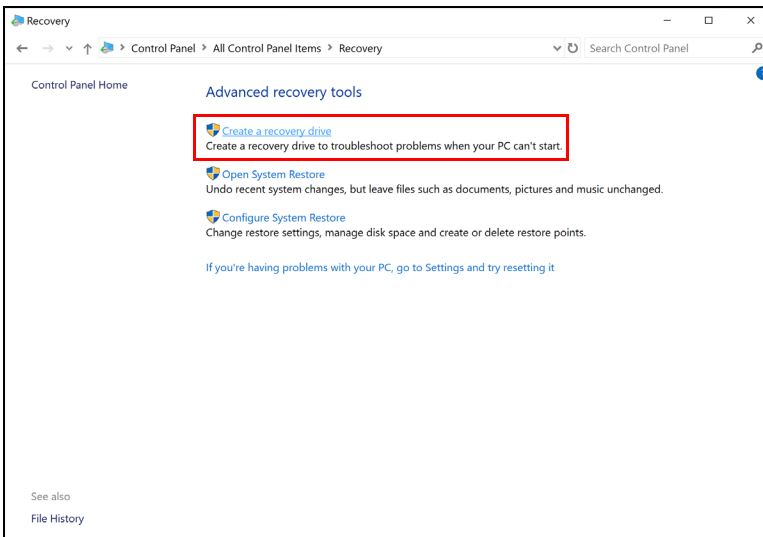 Recovery
Control Panel > All Control Panel Items > Recovery
Search Control Panel
Control Panel Home
Advanced recovery tools
Create a recovery drive
Create a recovery drive to troubleshoot problems when your PC can't start.
Open System Restore
Undo recent system changes, but leave files such as documents, pictures and music unchanged.
Configure System Restore
Change restore settings, manage disk space and create or delete restore points.
If you're having problems with your PC, go to Settings and try resetting it
See also
File History